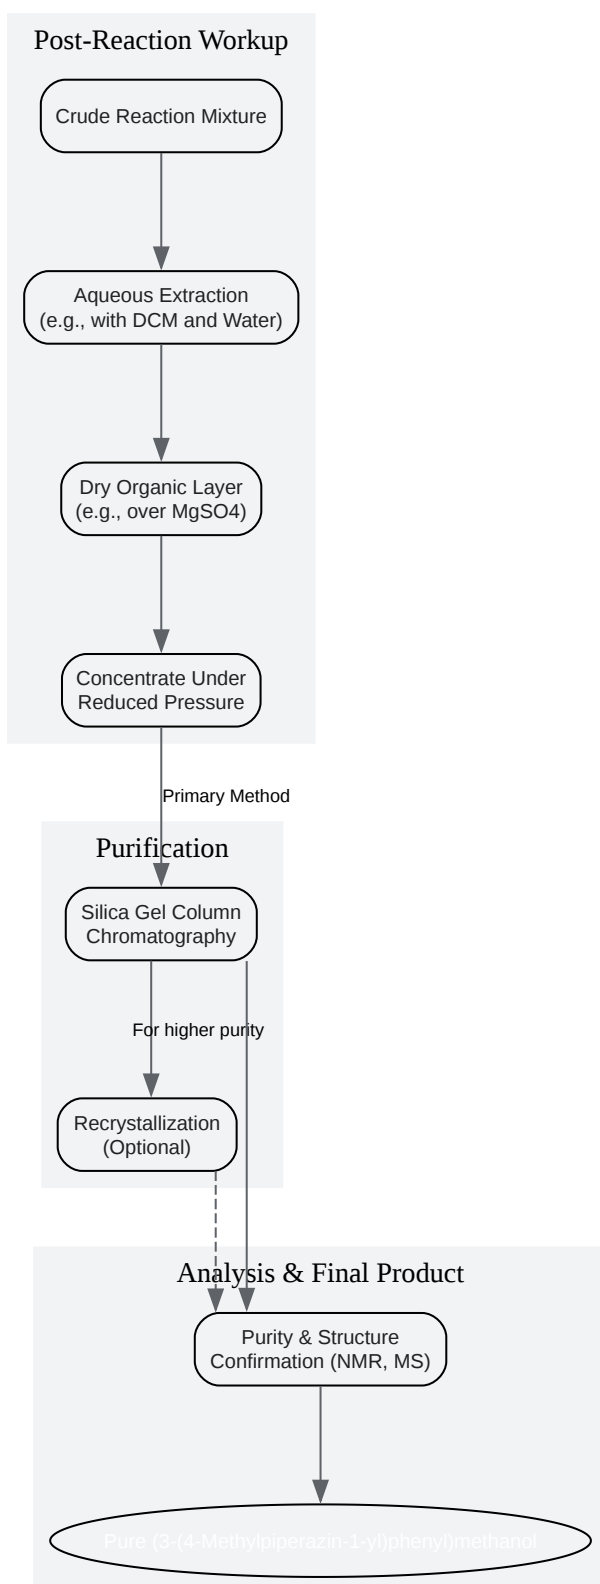 Post-Reaction Workup
Crude Reaction Mixture
Aqueous Extraction
(e.g., with DCM and Water)
Dry Organic Layer
(e.g., over MgSO4)
Concentrate Under
Reduced Pressure
Primary Method
Purification
Silica Gel Column
Chromatography
For higher purity
Recrystallization
(Optional)
Analysis & Final Product
Purity & Structure
Confirmation (NMR, MS)
Pure (3-(4-Methylpiperazin-1-yl)phenyl)methanol